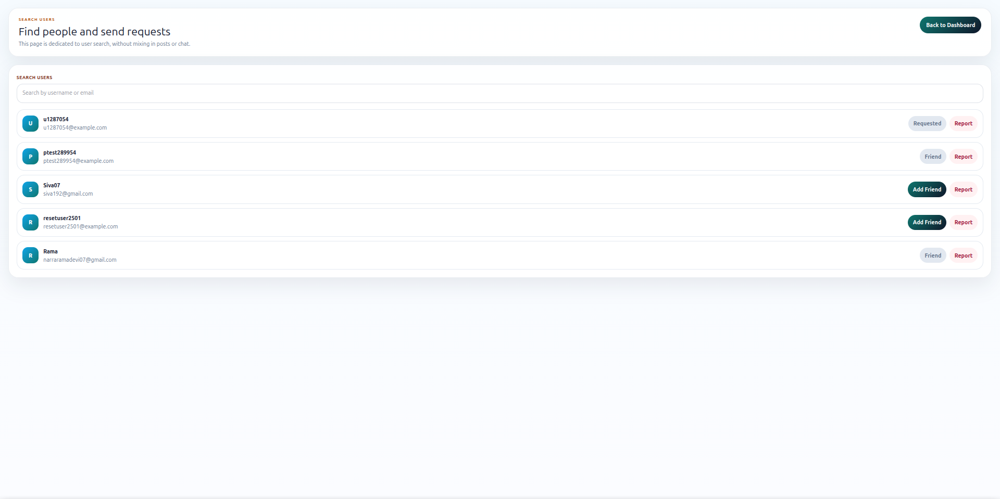 SEARCH USERS
Find people and send requests
This page is dedicated to user search, without mixing in posts or chat.
Back to Dashboard
SEARCH USERS
Search by username or email
U
u1287054
u1287054@example.com
Requested
Report
P
ptest289954
ptest289954@example.com
Friend
Report
S
Siva07
siva192@gmail.com
Add Friend
Report
R
resetuser2501
resetuser2501@example.com
Add Friend
Report
R
Rama
narraramadevi07@gmail.com
Friend
Report